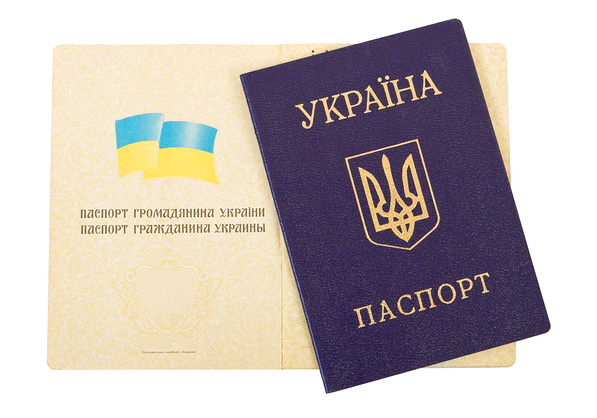 ПАСПОРТ ГРОМАДЯНИНА УКРАЇНИ
ПАСПОРТ ГРАЖДАНИНА УКРАИНЫ
УКРАЇНА
ПАСПОРТ